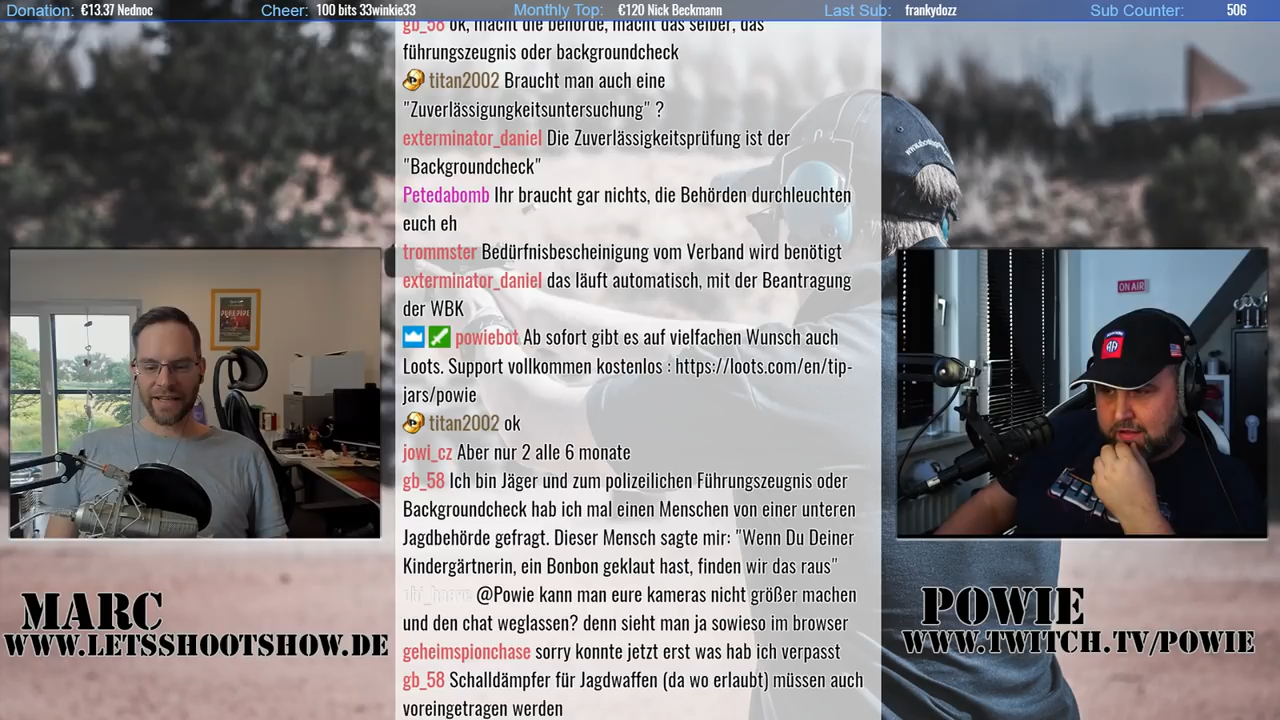 Donation: €13.37 Nednoc Cheer: 100 bits 33winkie33 Monthly Top: €120 Nick Beckmann Last Sub: frankydozz Sub Counter: 506
gb_58 ok, macht die behörde, macht das selber, das
führungszeugnis oder backgroundcheck
titan2002 Braucht man auch eine
"Zuverlässigungkeitsuntersuchung" ?
exterminator_daniel Die Zuverlässigkeitsprüfung ist der
"Backgroundcheck"
Petedabomb Ihr braucht gar nichts, die Behörden durchleuchten
euch eh
trommster Bedürfnisbescheinigung vom Verband wird benötigt
exterminator_daniel das läuft automatisch, mit der Beantragung
der WBK
powiebot Ab sofort gibt es auf vielfachen Wunsch auch
Loots. Support vollkommen kostenlos : https://loots.com/en/tip-
jars/powie
titan2002 ok
jowi_cz Aber nur 2 alle 6 monate
gb_58 Ich bin Jäger und zum polizeilichen Führungszeugnis oder
Backgroundcheck hab ich mal einen Menschen von einer unteren
Jagdbehörde gefragt. Dieser Mensch sagte mir: "Wenn Du Deiner
Kindergärtnerin, ein Bonbon geklaut hast, finden wir das raus"
@Powie kann man eure kameras nicht größer machen
und den chat weglassen? denn sieht man ja sowieso im browser
geheimspionchase sorry konnte jetzt erst was hab ich verpasst
gb_58 Schalldämpfer für Jagdwaffen (da wo erlaubt) müssen auch
voreingetragen werden
ON AIR
MARC
WWW.LETSSHOOTSHOW.DE
POWIE
WWW.TWITCH.TV/POWIE